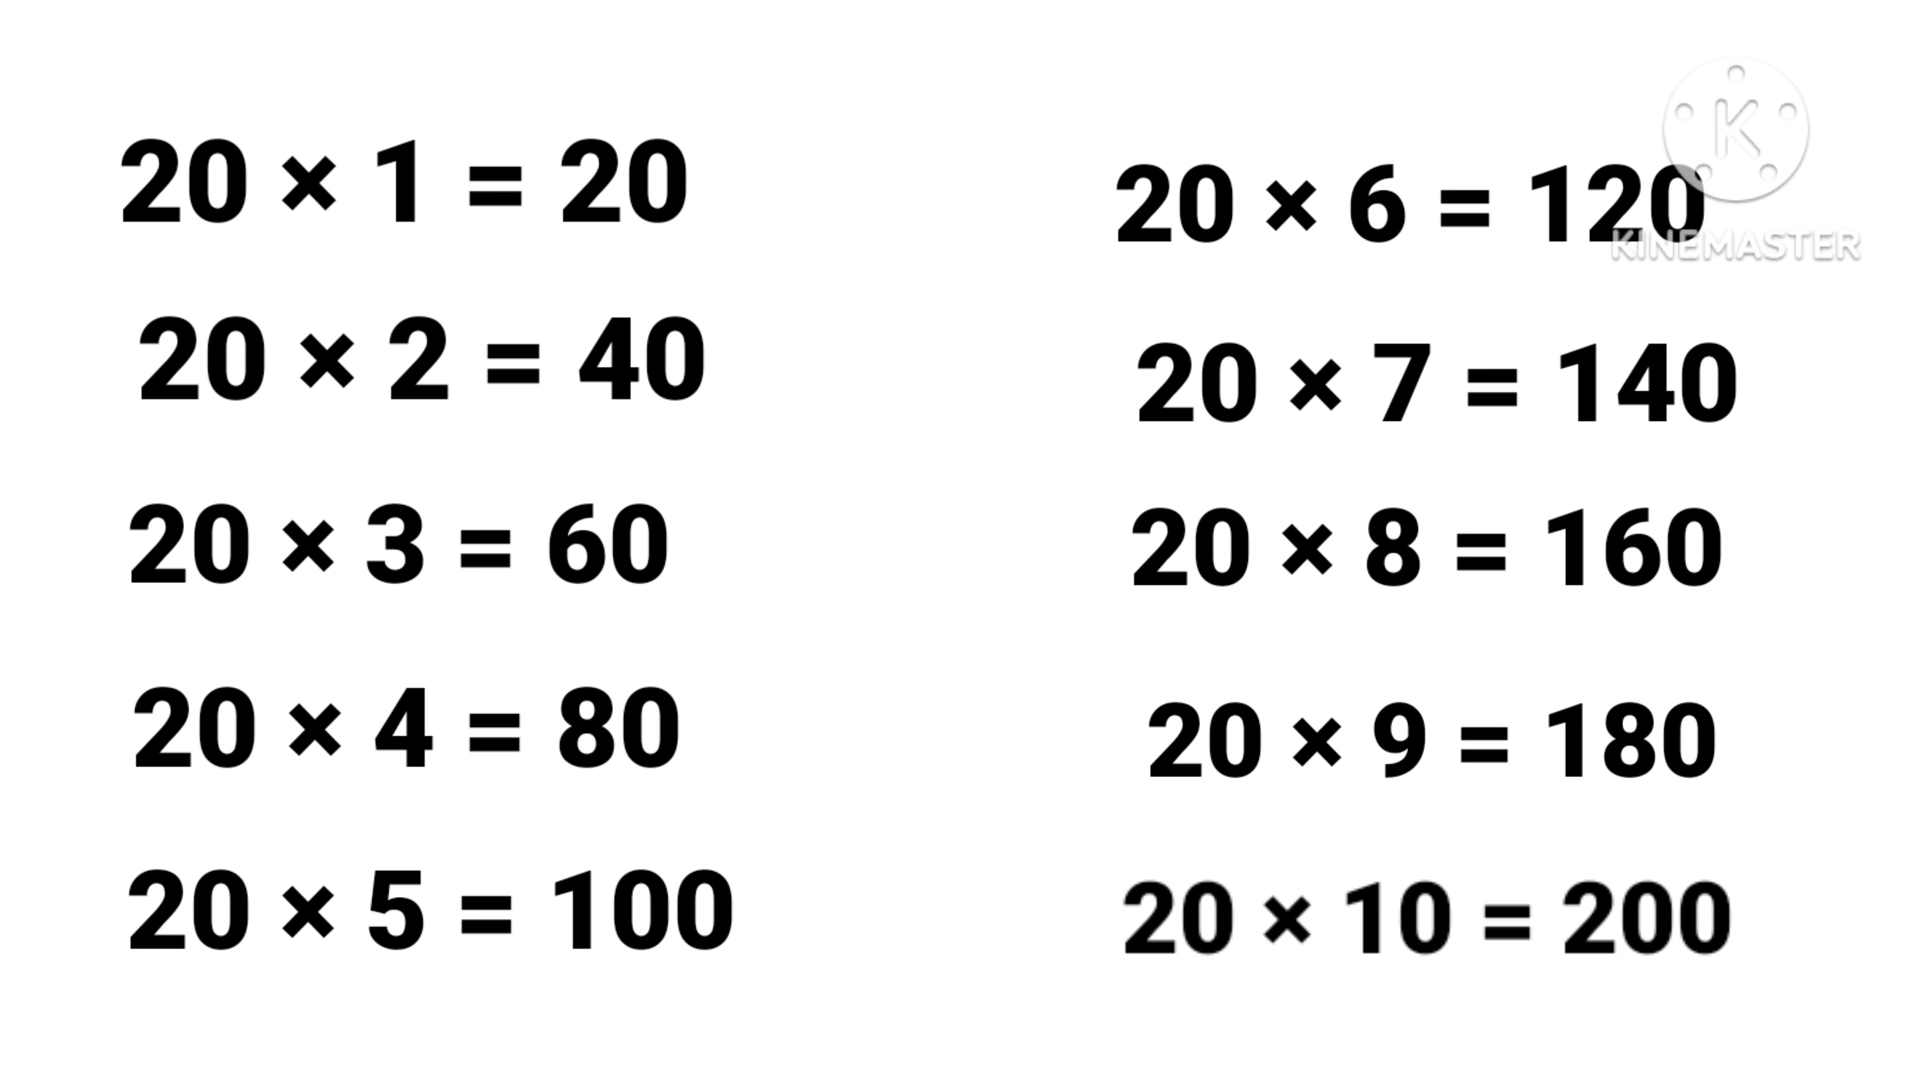 20 × 1 = 20
20 × 2 = 40
20 × 3 = 60
20 × 4 = 80
20 × 5 = 100
20 × 6 = 120
20 × 7 = 140
20 × 8 = 160
20 × 9 = 180
20 × 10 = 200
K
KINEMASTER